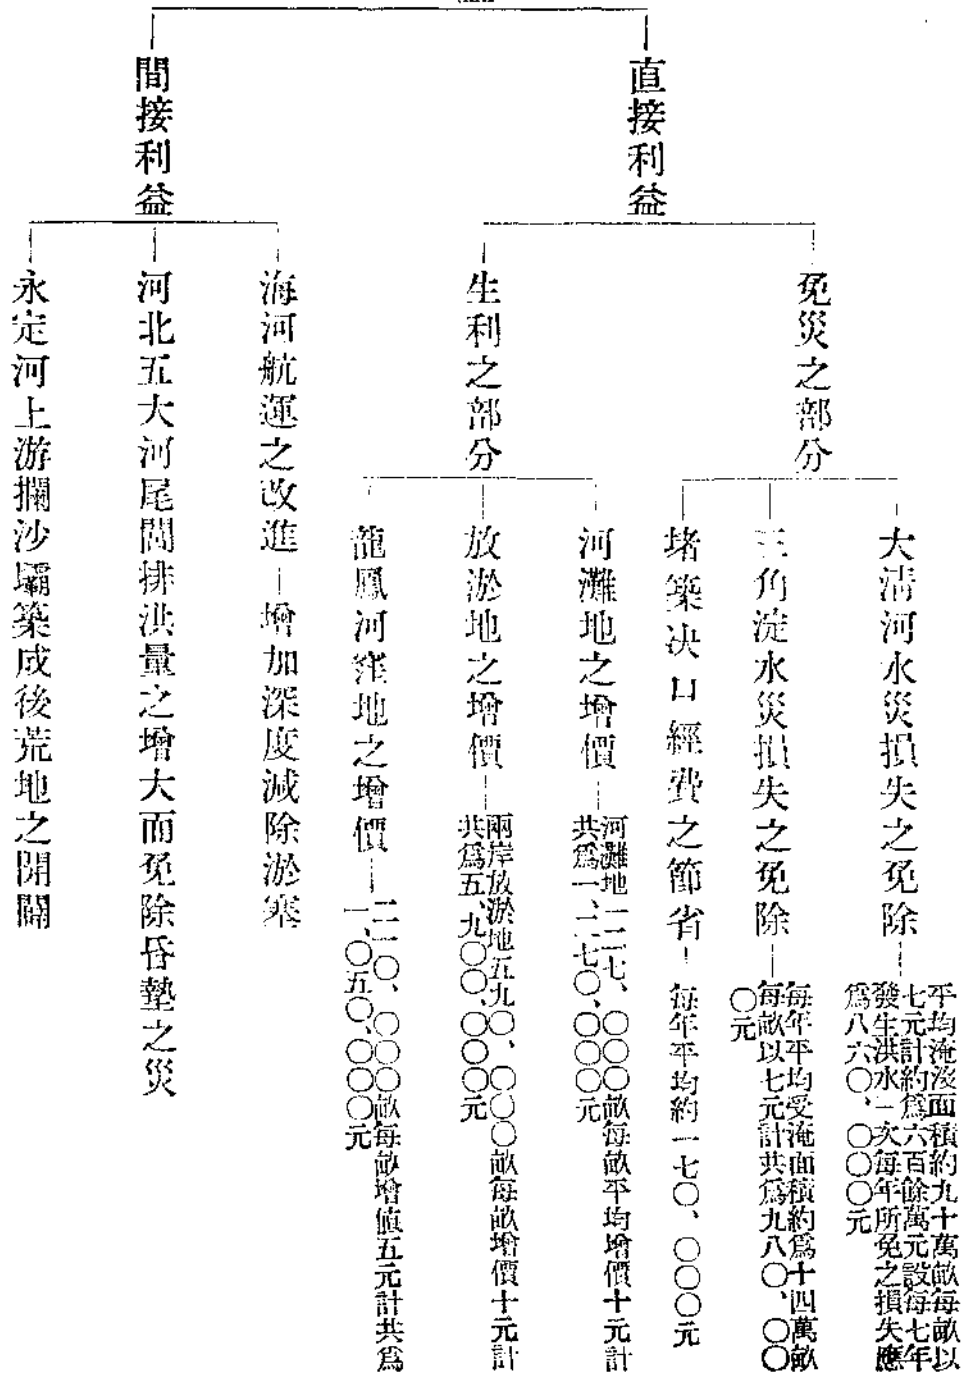 直接利益
免災之部分
大清河水災損失之免除
平均淹沒面積約九十萬畝每畝以
七元計約爲六百餘萬元設每七年
發生洪水一次每年所免之損失應
爲八六〇、〇〇〇元
三角淀水災損失之免除
每年平均受淹面積約爲十四萬畝
每畝以七元計共爲九八〇、〇〇
〇元
堵築决口經費之節省
每年平均約一七〇、〇〇〇元
生利之部分
河灘地之增價
河灘地一二七、〇〇〇畝每畝平均增價十元計
共爲一、二七〇、〇〇〇元
放淤地之增價
兩岸放淤地五九〇、〇〇〇畝每畝增價十元計
共爲五、九〇〇、〇〇〇元
龍鳳河窪地之增價
二一〇、〇〇〇畝每畝增值五元計共爲
一、〇五〇、〇〇〇元
間接利益
海河航運之改進
增加深度減除淤塞
河北五大河尾閭排洪量之增大而免除昏墊之災
永定河上游攔沙壩築成後荒地之開闢